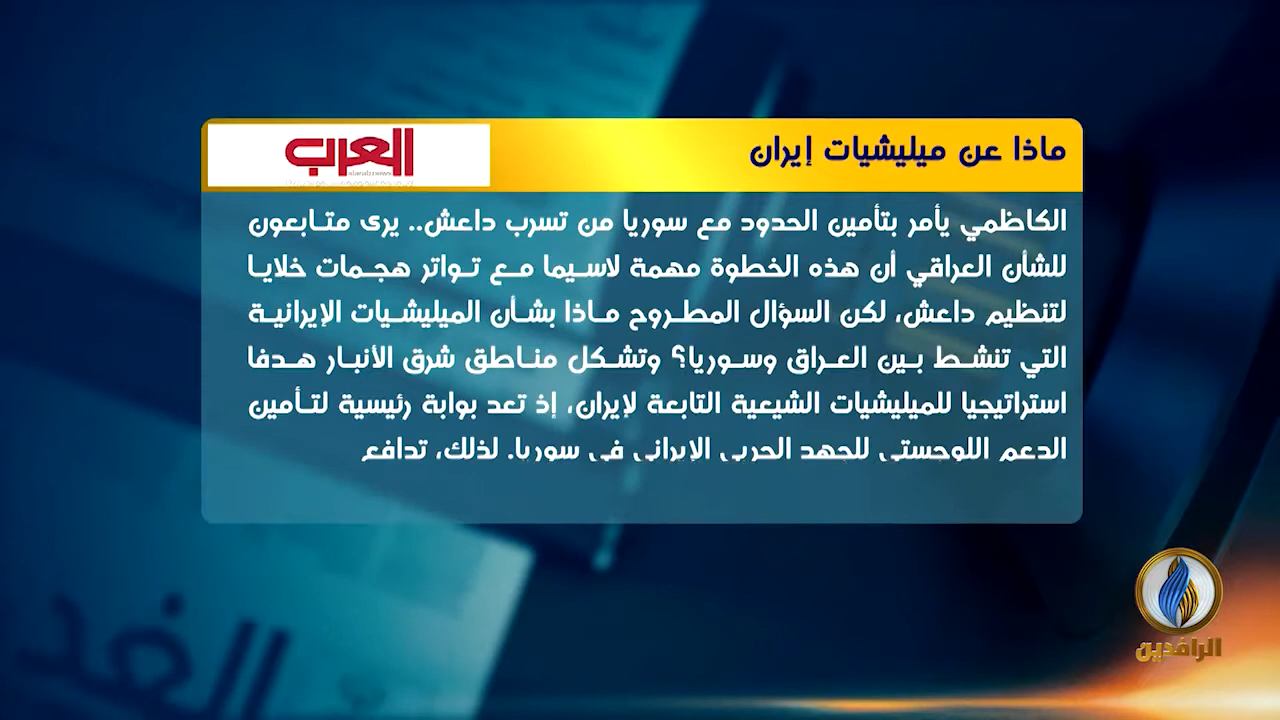 ماذا عن ميليشيات إيران
العرب
alarab.news
الكاظمي يأمر بتأمين الحدود مع سوريا من تسرب داعش.. يرى متابعون
للشأن العراقي أن هذه الخطوة مهمة لاسيما مع تواتر هجمات خلايا
لتنظيم داعش، لكن السؤال المطروح ماذا بشأن الميليشيات الإيرانية
التي تنشط بين العراق وسوريا؟ وتشكل مناطق شرق الأنبار هدفا
استراتيجيا للميليشيات الشيعية التابعة لإيران، إذ تعد بوابة رئيسية لتأمين
الدعم اللوجستي للجهد الحربي الإيراني في سوريا. لذلك، تدافع
الغد
الرافدين